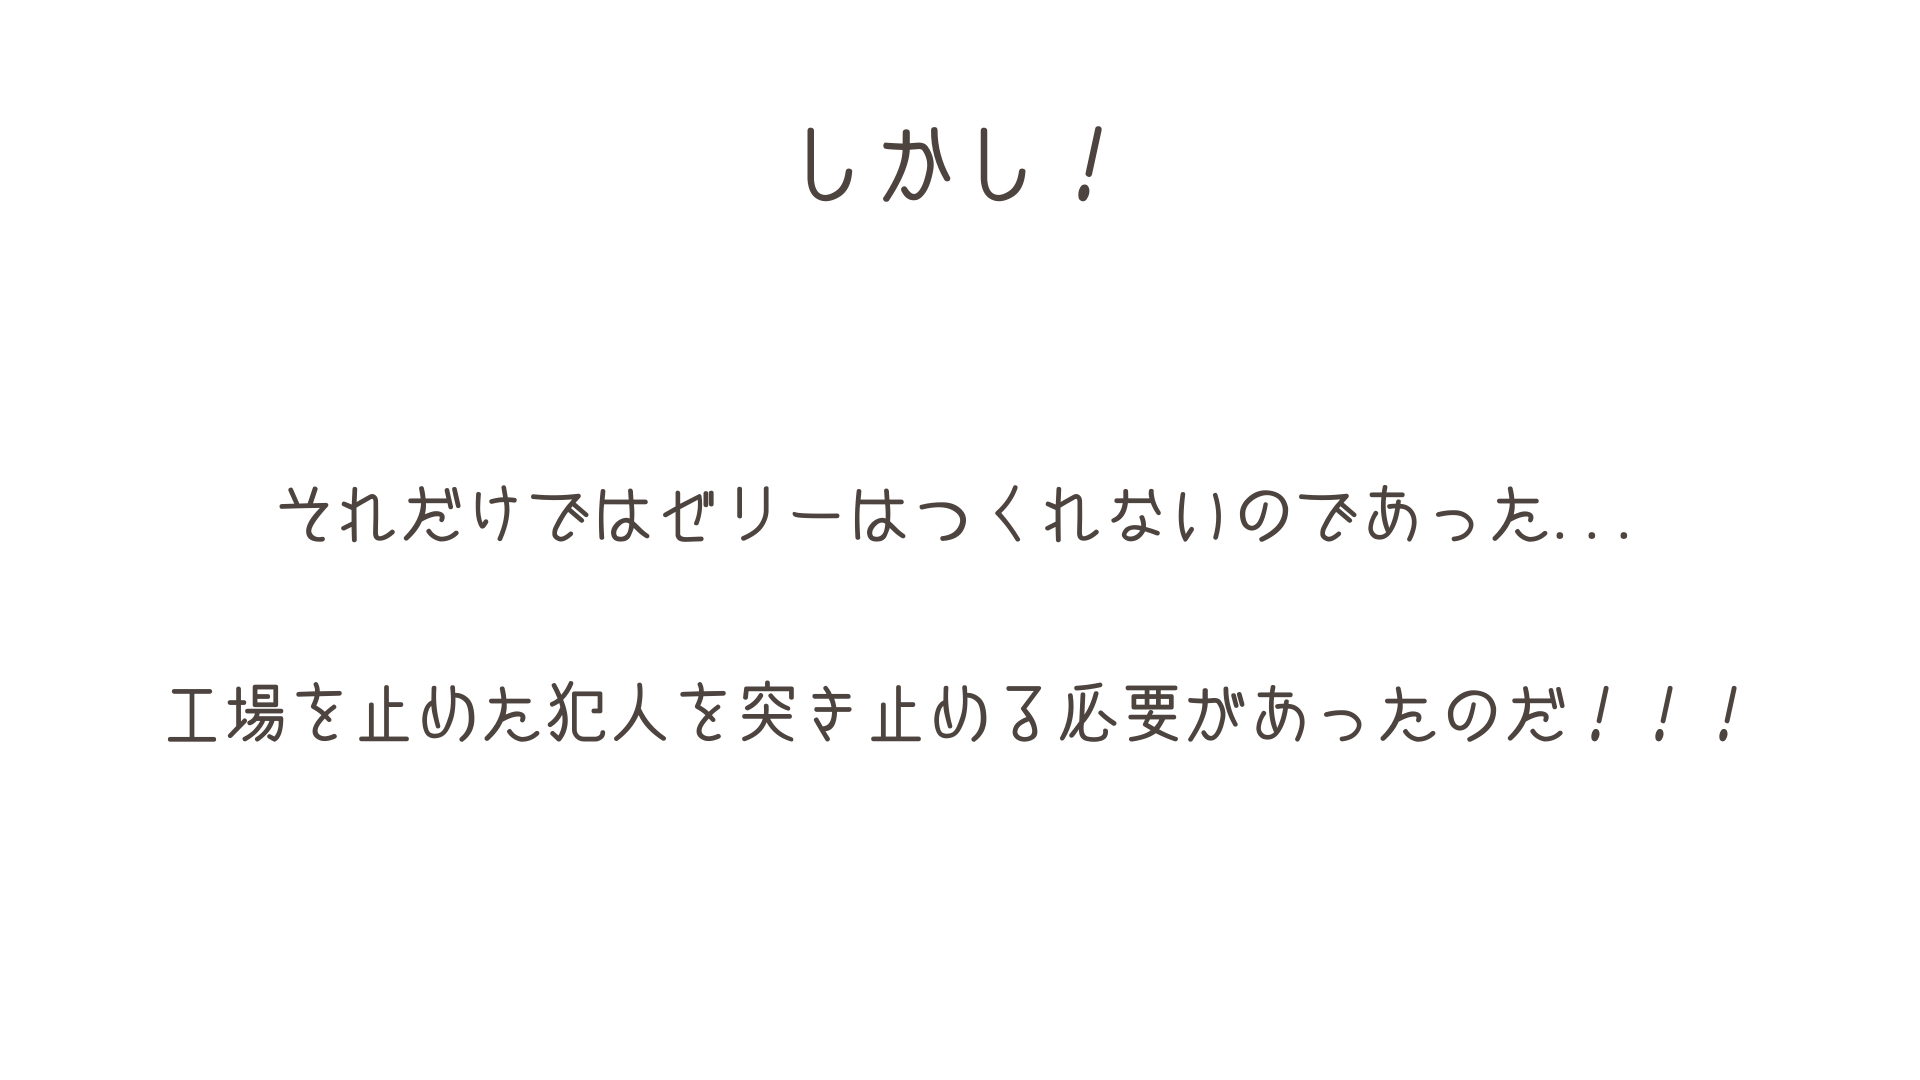 しかし！
それだけではゼリーはつくれないのであった...
工場を止めた犯人を突き止める必要があったのだ！！！